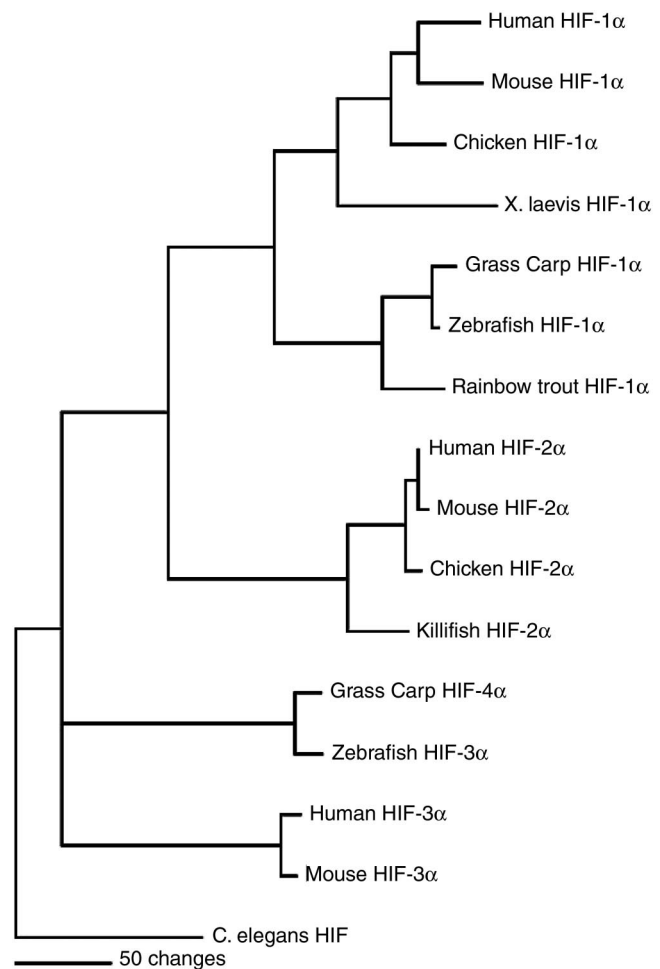 Human HIF-1α
Mouse HIF-1α
Chicken HIF-1α
X. laevis HIF-1α
Grass Carp HIF-1α
Zebrafish HIF-1α
Rainbow trout HIF-1α
Human HIF-2α
Mouse HIF-2α
Chicken HIF-2α
Killifish HIF-2α
Grass Carp HIF-4α
Zebrafish HIF-3α
Human HIF-3α
Mouse HIF-3α
C. elegans HIF
50 changes